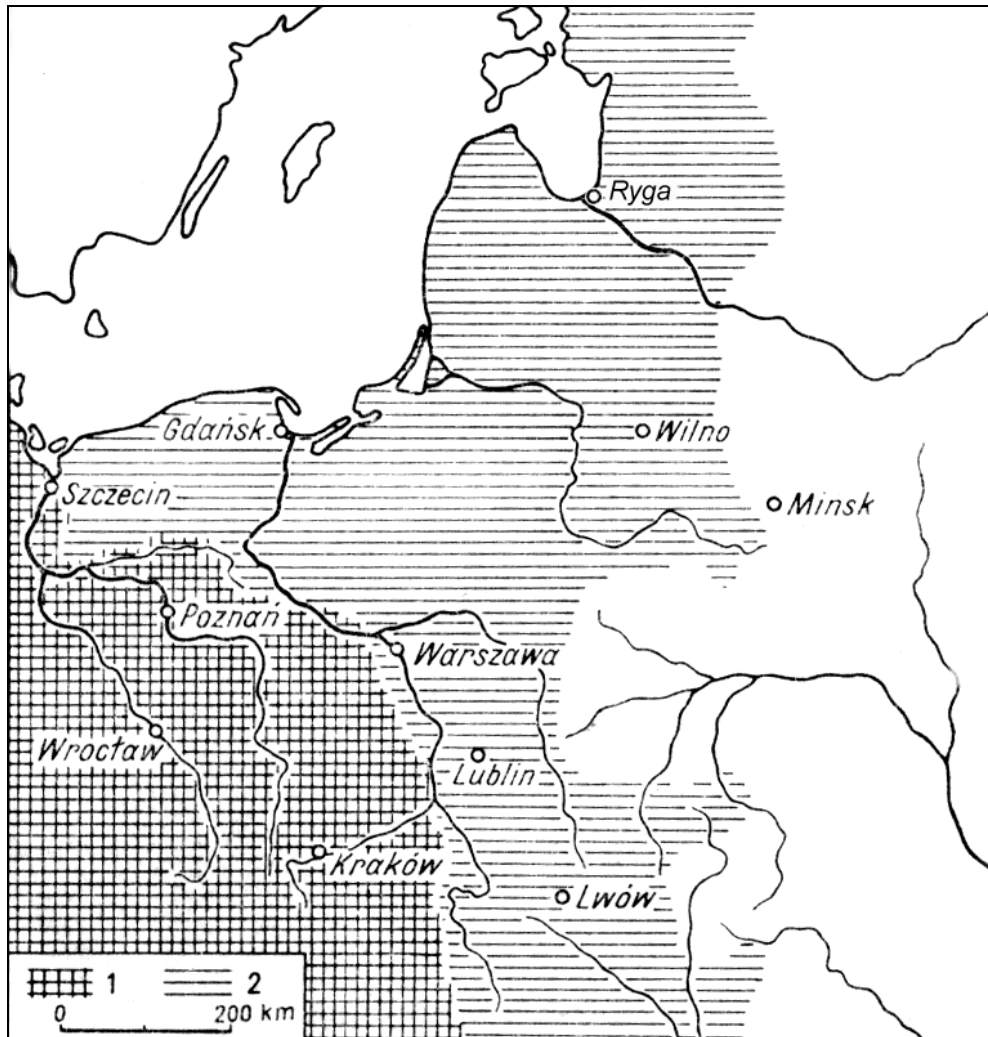 Ryga
Gdańsk
Wilno
Szczecin
Minsk
Poznań
Warszawa
Wrocław
Lublin
Kraków
Lwów
1 2
0 200 km